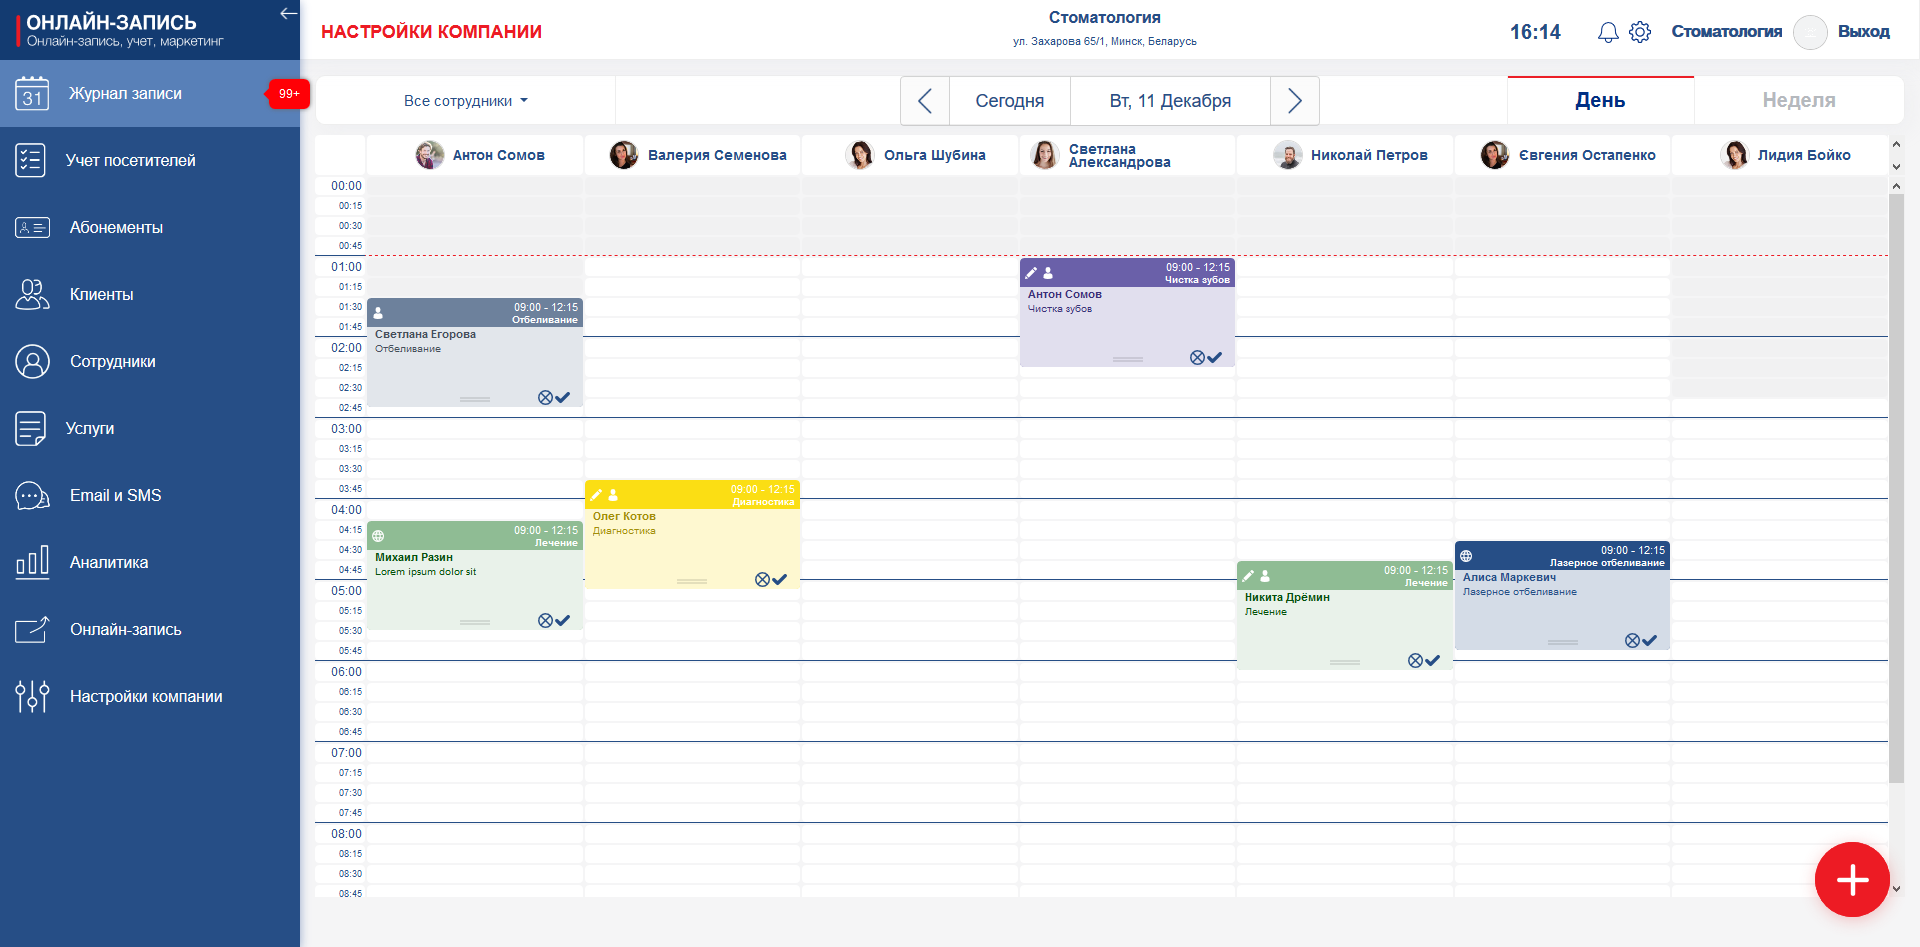 ОНЛАЙН-ЗАПИСЬ
Онлайн-запись, учет, маркетинг
31
Журнал записи
99+
Учет посетителей
Абонементы
Клиенты
Сотрудники
Услуги
Email и SMS
Аналитика
Онлайн-запись
Настройки компании
НАСТРОЙКИ КОМПАНИИ
Стоматология
ул. Захарова 65/1, Минск, Беларусь
16:14
Стоматология
Выход
Все сотрудники
Сегодня
Вт, 11 Декабря
День
Неделя
Антон Сомов
Валерия Семенова
Ольга Шубина
Светлана
Александрова
Николай Петров
Євгения Остапенко
Лидия Бойко
00:00
00:15
00:30
00:45
01:00
01:15
01:30
01:45
02:00
02:15
02:30
02:45
03:00
03:15
03:30
03:45
04:00
04:15
04:30
04:45
05:00
05:15
05:30
05:45
06:00
06:15
06:30
06:45
07:00
07:15
07:30
07:45
08:00
08:15
08:30
08:45
09:00 - 12:15
Отбеливание
Светлана Егорова
Отбеливание
09:00 - 12:15
Лечение
Михаил Разин
Lorem ipsum dolor sit
09:00 - 12:15
Диагностика
Олег Котов
Диагностика
09:00 - 12:15
Чистка зубов
Антон Сомов
Чистка зубов
09:00 - 12:15
Лечение
Никита Дрёмин
Лечение
09:00 - 12:15
Лазерное отбеливание
Алиса Маркевич
Лазерное отбеливание